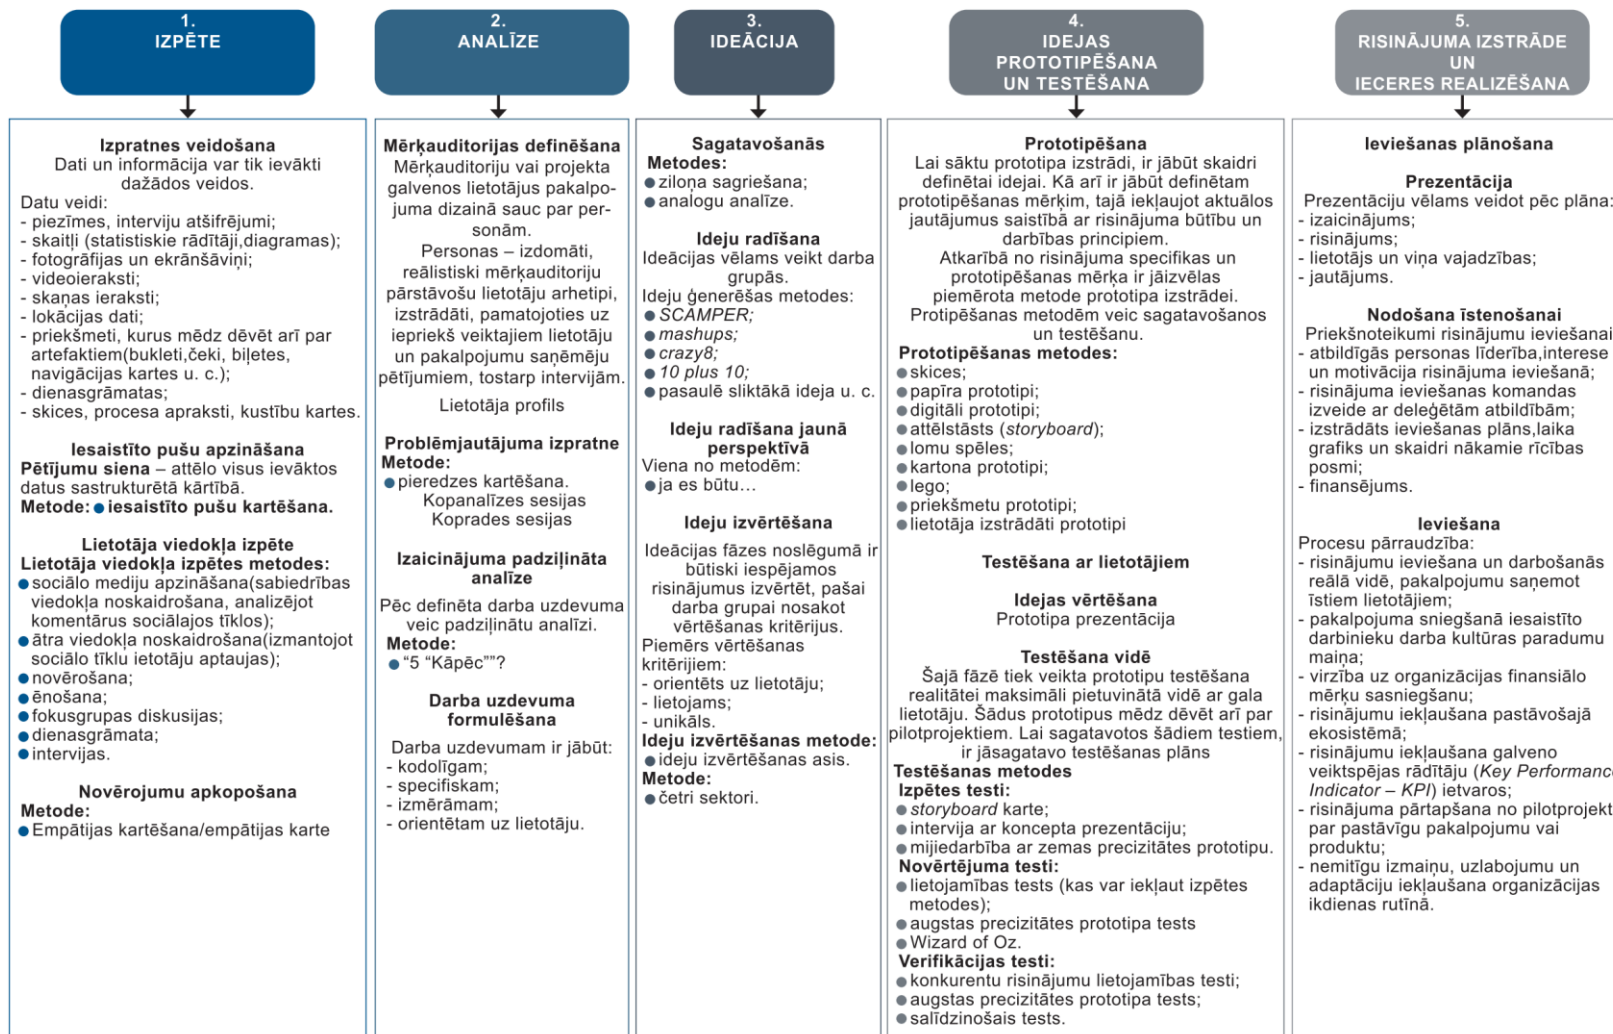 1.
IZPĒTE
Izpratnes veidošana
Dati un informācija var tik ievākti
dažādos veidos.
Datu veidi:
- piezīmes, interviju atšifrējumi;
- skaitļi (statistiskie rādītāji,diagramas);
- fotogrāfijas un ekrānšāviņi;
- videoieraksti;
- skaņas ieraksti;
- lokācijas dati;
- priekšmeti, kurus mēdz dēvēt arī par
artefaktiem(bukleti,čeki, biļetes,
navigācijas kartes u. c.);
- dienasgrāmatas;
- skices, procesa apraksti, kustību kartes.
Iesaistīto pušu apzināšana
Pētījumu siena – attēlo visus ievāktos
datus sastrukturētā kārtībā.
Metode: ● iesaistīto pušu kartēšana.
Lietotāja viedokļa izpēte
Lietotāja viedokļa izpētes metodes:
● sociālo mediju apzināšana(sabiedrības
viedokļa noskaidrošana, analizējot
komentārus sociālajos tīklos);
● ātra viedokļa noskaidrošana(izmantojot
sociālo tīklu ietotāju aptaujas);
● novērošana;
● ēnošana;
● fokusgrupas diskusijas;
● dienasgrāmata;
● intervijas.
Novērojumu apkopošana
Metode:
● Empātijas kartēšana/empātijas karte
2.
ANALĪZE
Mērķauditorijas definēšana
Mērķauditoriju vai projekta
galvenos lietotājus pakalpo-
juma dizainā sauc par per-
sonām.
Personas – izdomāti,
reālistiski mērķauditoriju
pārstāvošu lietotāju arhetipi,
izstrādāti, pamatojoties uz
iepriekš veiktajiem lietotāju
un pakalpojumu saņēmēju
pētījumiem, tostarp intervijām.
Lietotāja profils
Problēmjautājuma izpratne
Metode:
● pieredzes kartēšana.
Kopanalīzes sesijas
Koprades sesijas
Izaicinājuma padziļināta
analīze
Pēc definēta darba uzdevuma
veic padziļinātu analīzi.
Metode:
● “5 “Kāpēc””?
Darba uzdevuma
formulēšana
Darba uzdevumam ir jābūt:
- kodolīgam;
- specifiskam;
- izmērāmam;
- orientētam uz lietotāju.
3.
IDEĀCIJA
Sagatavošanās
Metodes:
● ziloņa sagriešana;
● analogu analīze.
Ideju radīšana
Ideācijas vēlams veikt darba
grupās.
Ideju ģenerēšas metodes:
● SCAMPER;
● mashups;
● crazy8;
● 10 plus 10;
● pasaulē sliktākā ideja u. c.
Ideju radīšana jaunā
perspektīvā
Viena no metodēm:
● ja es būtu…
Ideju izvērtēšana
Ideācijas fāzes noslēgumā ir
būtiski iespējamos
risinājumus izvērtēt, pašai
darba grupai nosakot
vērtēšanas kritērijus.
Piemērs vērtēšanas
kritērijiem:
- orientēts uz lietotāju;
- lietojams;
- unikāls.
Ideju izvērtēšanas metode:
● ideju izvērtēšanas asis.
Metode:
● četri sektori.
4.
IDEJAS
PROTOTIPĒŠANA
UN TESTĒŠANA
Prototipēšana
Lai sāktu prototipa izstrādi, ir jābūt skaidri
definētai idejai. Kā arī ir jābūt definētam
prototipēšanas mērķim, tajā iekļaujot aktuālos
jautājumus saistībā ar risinājuma būtību un
darbības principiem.
Atkarībā no risinājuma specifikas un
prototipēšanas mērķa ir jāizvēlas
piemērota metode prototipa izstrādei.
Protipēšanas metodēm veic sagatavošanos
un testēšanu.
Prototipēšanas metodes:
● skices;
● papīra prototipi;
● digitāli prototipi;
● attēlstāsts (storyboard);
● lomu spēles;
● kartona prototipi;
● lego;
● priekšmetu prototipi;
● lietotāja izstrādāti prototipi
Testēšana ar lietotājiem
Idejas vērtēšana
Prototipa prezentācija
Testēšana vidē
Šajā fāzē tiek veikta prototipu testēšana
realitātei maksimāli pietuvinātā vidē ar gala
lietotāju. Šādus prototipus mēdz dēvēt arī par
pilotprojektiem. Lai sagatavotos šādiem testiem,
ir jāsagatavo testēšanas plāns
Testēšanas metodes
Izpētes testi:
● storyboard karte;
● intervija ar koncepta prezentāciju;
● mijiedarbība ar zemas precizitātes prototipu.
Novērtējuma testi:
● lietojamības tests (kas var iekļaut izpētes
metodes);
● augstas precizitātes prototipa tests
● Wizard of Oz.
Verifikācijas testi:
● konkurentu risinājumu lietojamības testi;
● augstas precizitātes prototipa tests;
● salīdzinošais tests.
5.
RISINĀJUMA IZSTRĀDE
UN
IECERES REALIZĒŠANA
Ieviešanas plānošana
Prezentācija
Prezentāciju vēlams veidot pēc plāna:
- izaicinājums;
- risinājums;
- lietotājs un viņa vajadzības;
- jautājums.
Nodošana īstenošanai
Priekšnoteikumi risinājumu ieviešanai
- atbildīgās personas līderība,interese
un motivācija risinājuma ieviešanā;
- risinājuma ieviešanas komandas
izveide ar deleģētām atbildībām;
- izstrādāts ieviešanas plāns,laika
grafiks un skaidri nākamie rīcības
posmi;
- finansējums.
Ieviešana
Procesu pārraudzība:
- risinājumu ieviešana un darbošanās
reālā vidē, pakalpojumu saņemot
īstiem lietotājiem;
- pakalpojuma sniegšanā iesaistīto
darbinieku darba kultūras paradumu
maiņa;
- virzība uz organizācijas finansiālo
mērķu sasniegšanu;
- risinājumu iekļaušana pastāvošajā
ekosistēmā;
- risinājumu iekļaušana galveno
veiktspējas rādītāju (Key Performance
Indicator – KPI) ietvaros;
- risinājuma pārtapšana no pilotprojekt
par pastāvīgu pakalpojumu vai
produktu;
- nemitīgu izmaiņu, uzlabojumu un
adaptāciju iekļaušana organizācijas
ikdienas rutīnā.